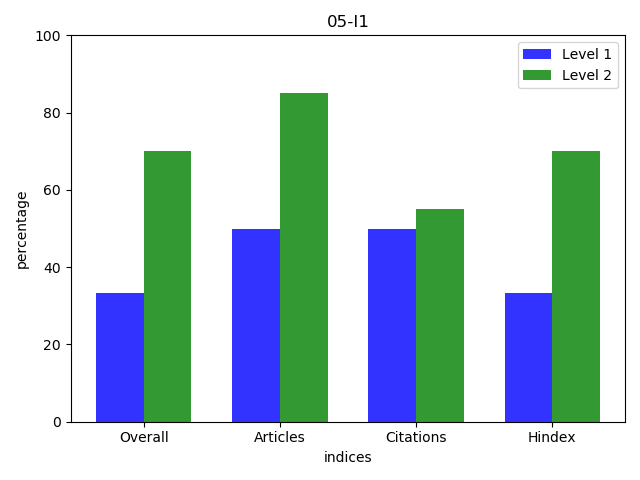 05-I1
Level 1
Level 2
percentage
100
80
60
40
20
0
Overall Articles Citations Hindex
indices